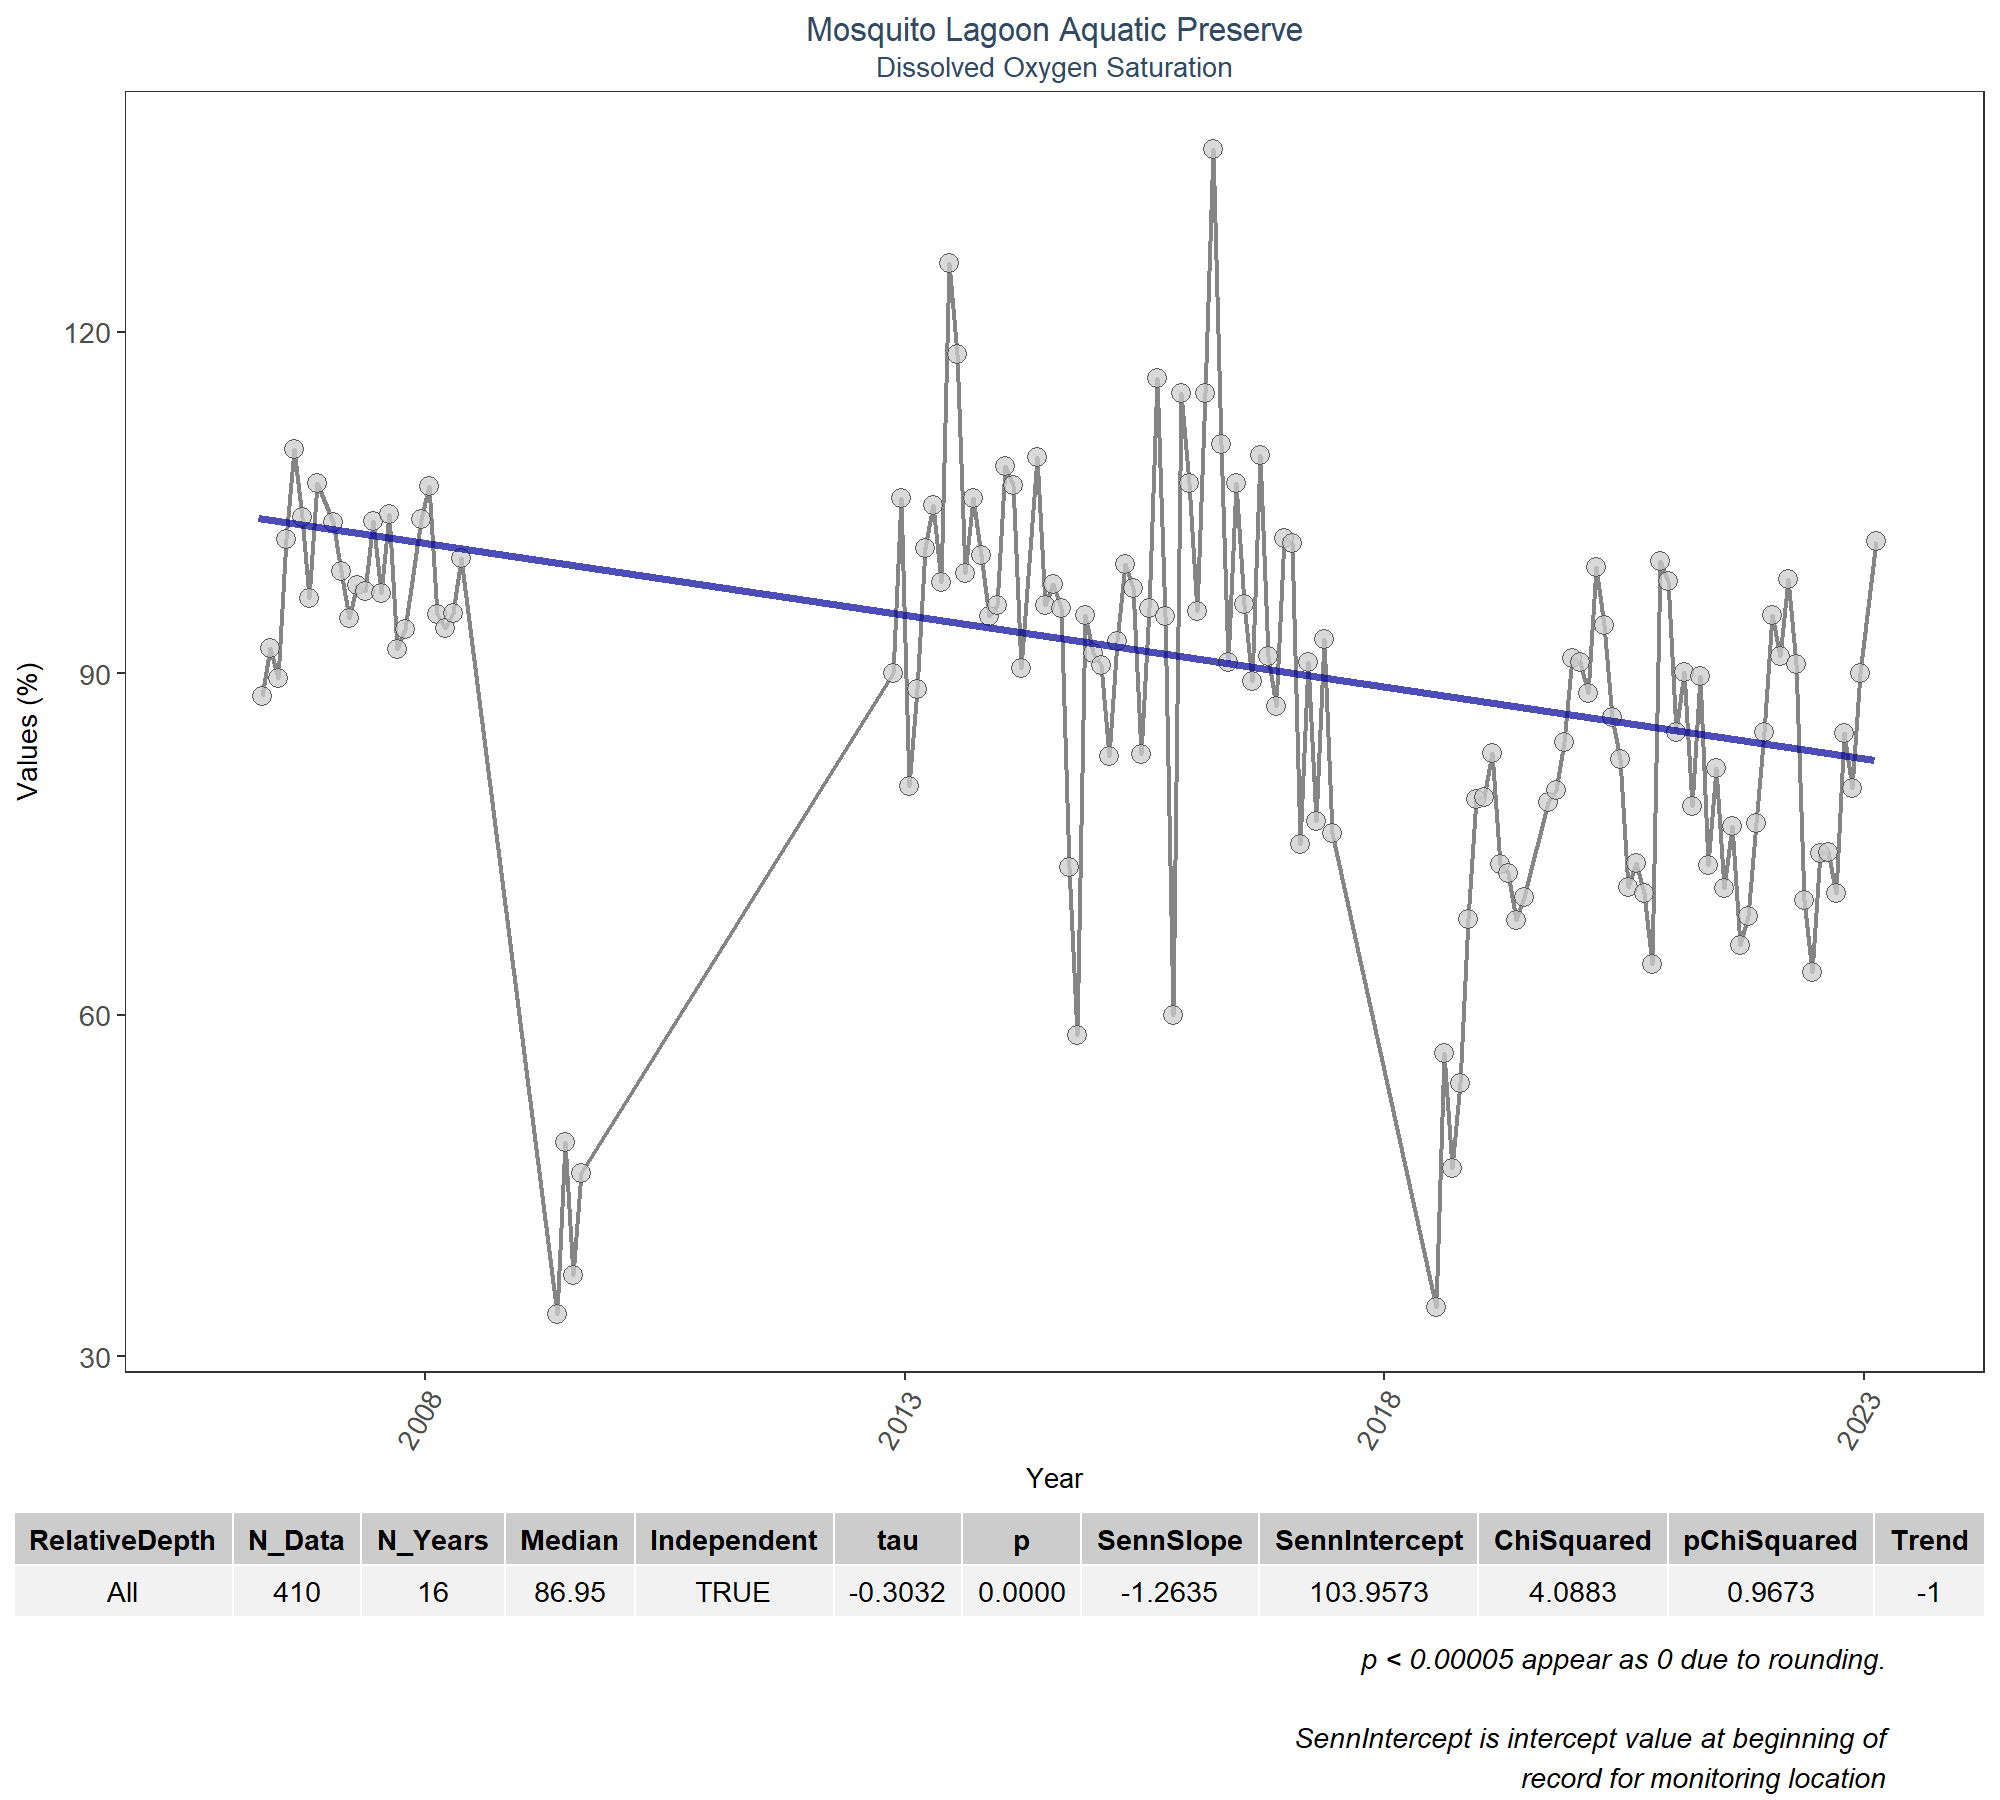 Mosquito Lagoon Aquatic Preserve
Dissolved Oxygen Saturation
Values (%)
120
90
60
30
2008 2013 2018 2023
Year
RelativeDepth N_Data N_Years Median Independent tau p SennSlope SennIntercept ChiSquared pChiSquared Trend
All 410 16 86.95 TRUE -0.3032 0.0000 -1.2635 103.9573 4.0883 0.9673 -1
p < 0.00005 appear as 0 due to rounding.
SennIntercept is intercept value at beginning of
record for monitoring location